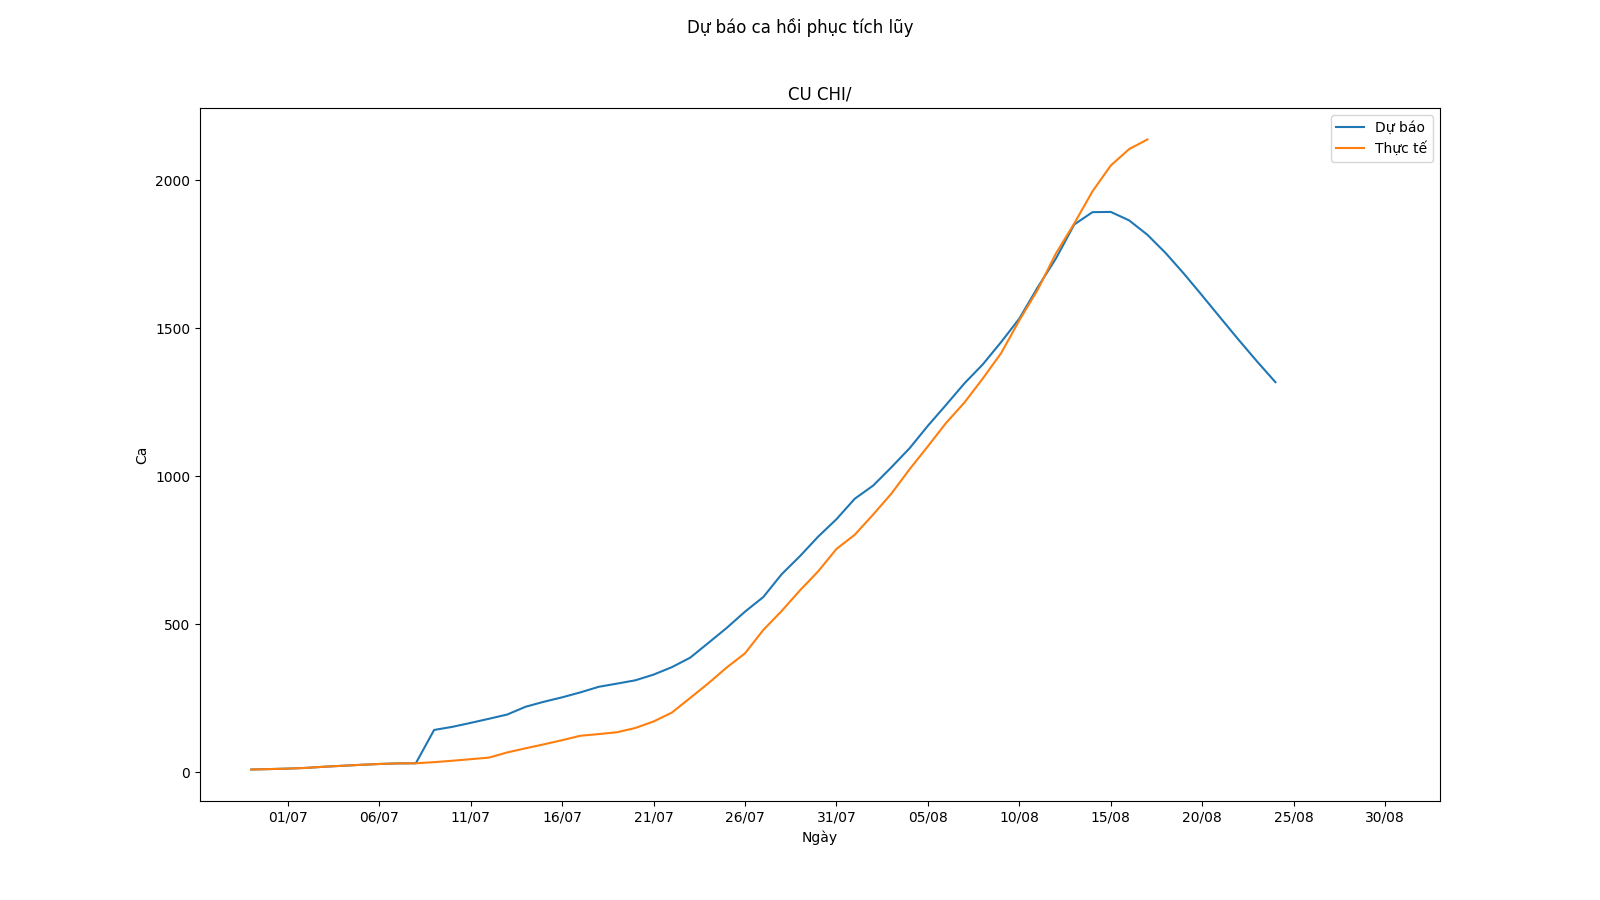 Dự báo ca hồi phục tích lũy
CU CHI/
Dự báo
Thực tế
2000
1500
1000
500
0
Ca
01/07 06/07 11/07 16/07 21/07 26/07 31/07 05/08 10/08 15/08 20/08 25/08 30/08
Ngày